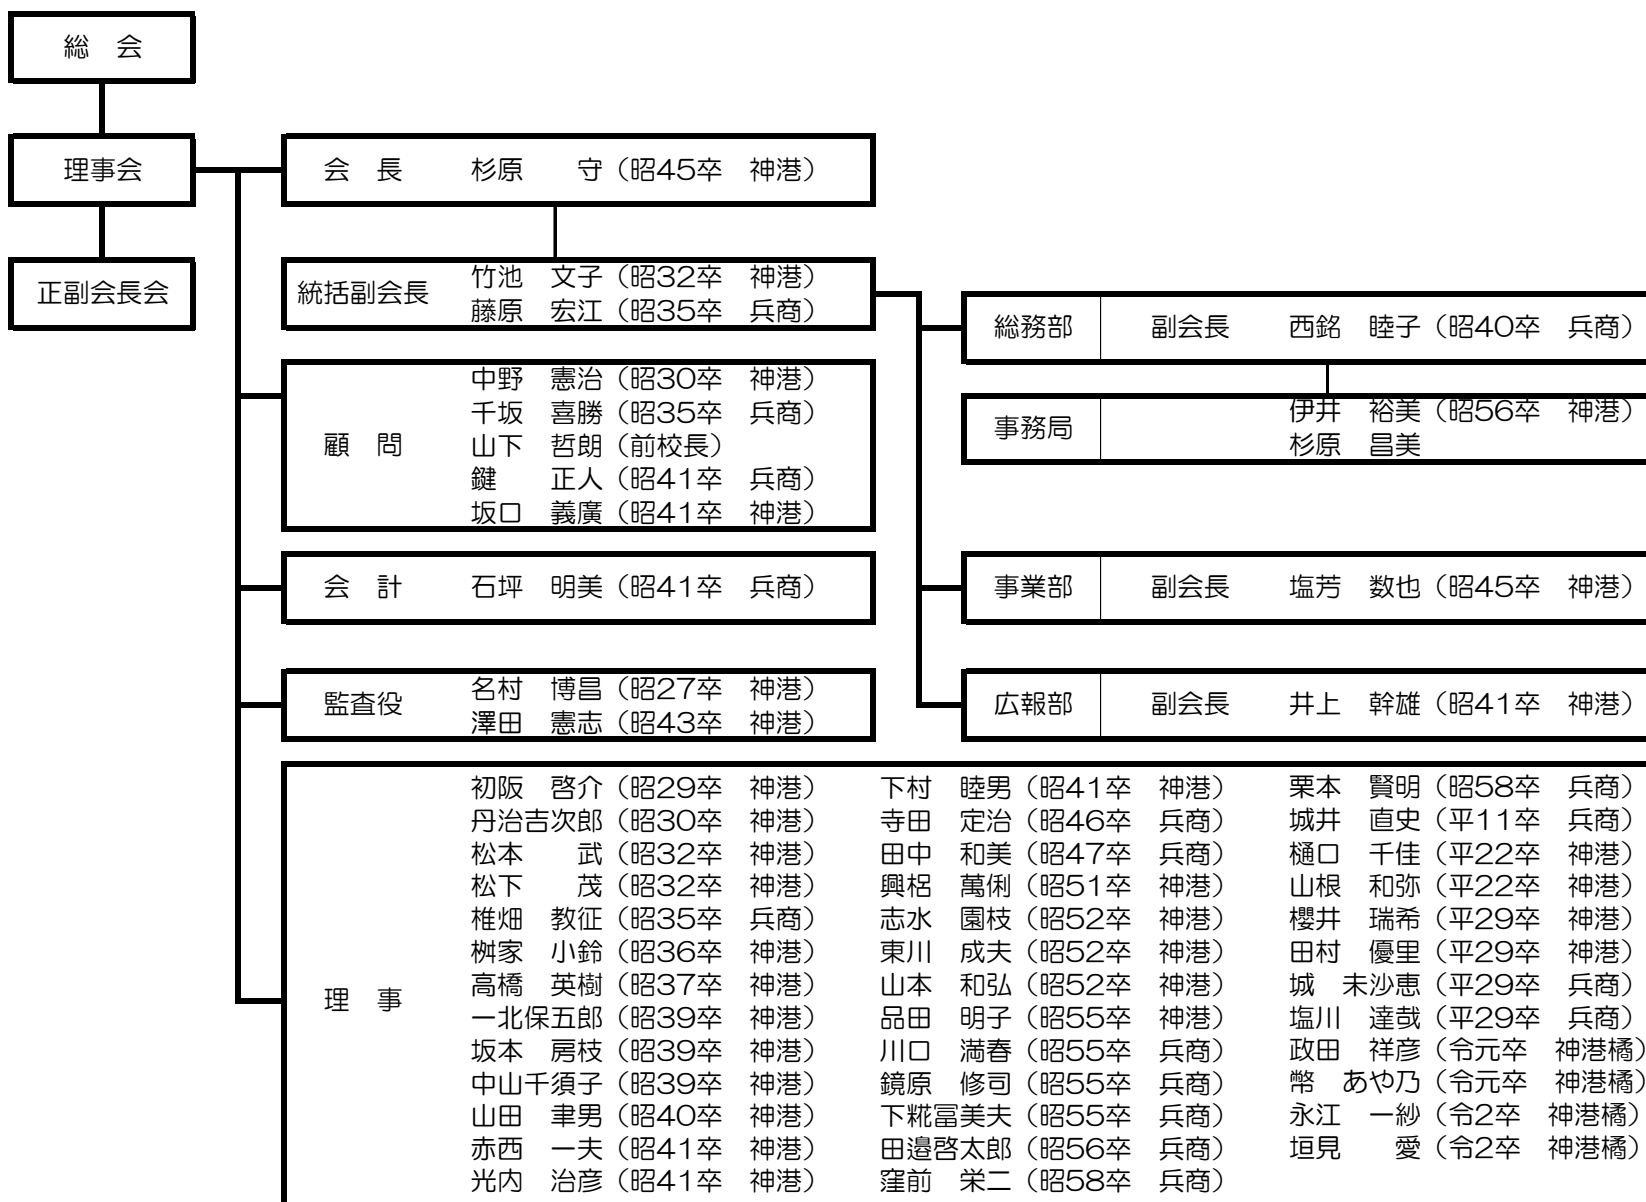 総　会
理事会
会　長　杉原　　守（昭45卒　神港）
正副会長会
統括副会長
竹池　文子（昭32卒　神港）
藤原　宏江（昭35卒　兵商）
総務部　副会長　西銘　睦子（昭40卒　兵商）
事務局
伊井　裕美（昭56卒　神港）
杉原　昌美
顧　問
中野　憲治（昭30卒　神港）
千坂　喜勝（昭35卒　兵商）
山下　哲朗（前校長）
鍵　　正人（昭41卒　兵商）
坂口　義廣（昭41卒　神港）
会　計　石坪　明美（昭41卒　兵商）
事業部　副会長　塩芳　数也（昭45卒　神港）
監査役
名村　博昌（昭27卒　神港）
澤田　憲志（昭43卒　神港）
広報部　副会長　井上　幹雄（昭41卒　神港）
理　事
初阪　啓介（昭29卒　神港）
丹治吉次郎（昭30卒　神港）
松本　　武（昭32卒　神港）
松下　　茂（昭32卒　神港）
椎畑　教征（昭35卒　兵商）
桝家　小鈴（昭36卒　神港）
高橋　英樹（昭37卒　神港）
一北保五郎（昭39卒　神港）
坂本　房枝（昭39卒　神港）
中山千須子（昭39卒　神港）
山田　聿男（昭40卒　神港）
赤西　一夫（昭41卒　神港）
光内　治彦（昭41卒　神港）
下村　睦男（昭41卒　神港）
寺田　定治（昭46卒　兵商）
田中　和美（昭47卒　兵商）
興梠　萬俐（昭51卒　神港）
志水　園枝（昭52卒　神港）
東川　成夫（昭52卒　神港）
山本　和弘（昭52卒　神港）
品田　明子（昭55卒　神港）
川口　満春（昭55卒　兵商）
鏡原　修司（昭55卒　兵商）
下糀冨美夫（昭55卒　兵商）
田邉啓太郎（昭56卒　兵商）
窪前　栄二（昭58卒　兵商）
栗本　賢明（昭58卒　兵商）
城井　直史（平11卒　兵商）
樋口　千佳（平22卒　神港）
山根　和弥（平22卒　神港）
櫻井　瑞希（平29卒　神港）
田村　優里（平29卒　神港）
城　未沙恵（平29卒　兵商）
塩川　達哉（平29卒　兵商）
政田　祥彦（令元卒　神港橘）
幣　あや乃（令元卒　神港橘）
永江　一紗（令2卒　神港橘）
垣見　　愛（令2卒　神港橘）